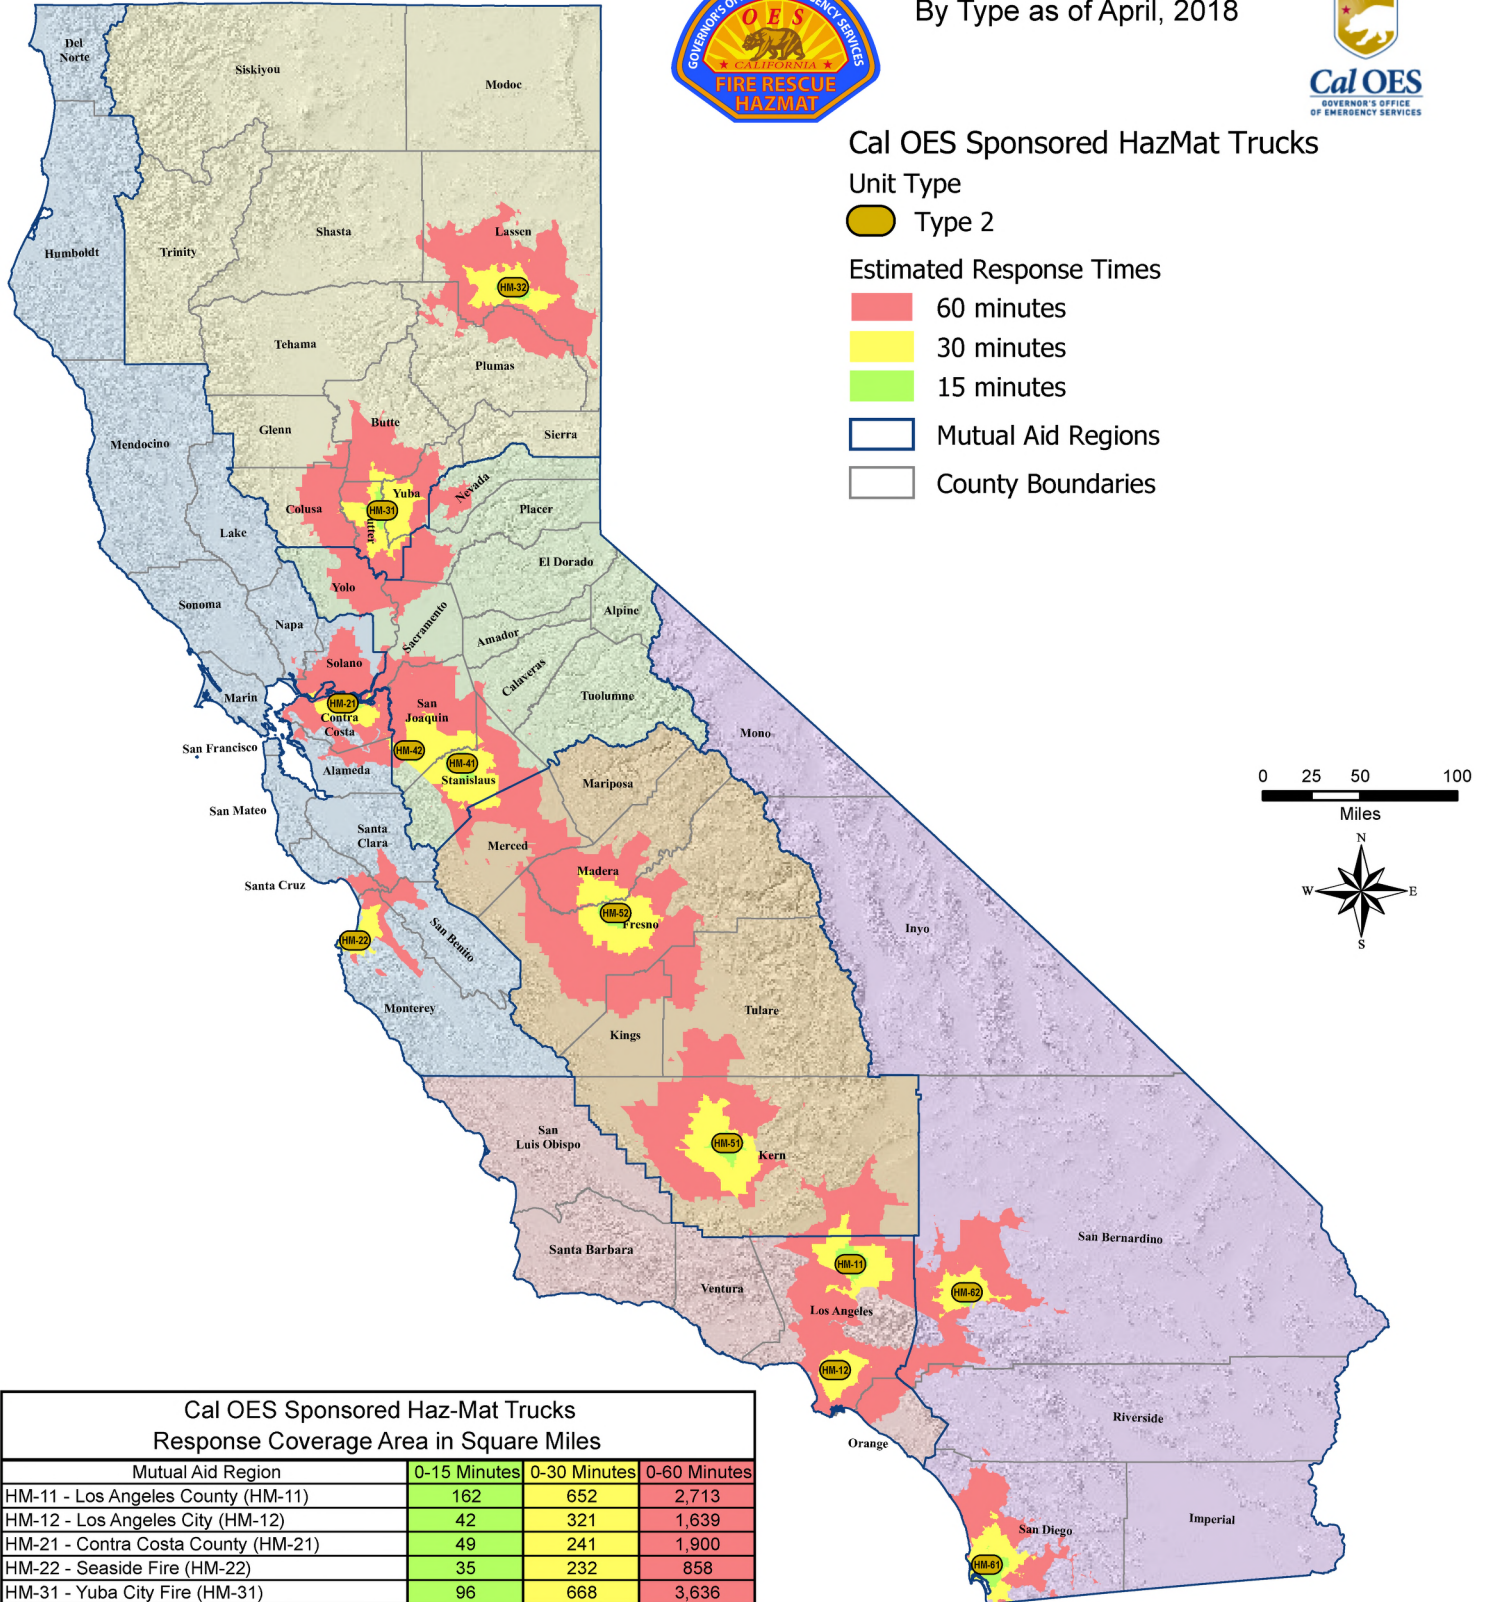 By Type as of April, 2018
GOVERNOR'S OFFICE OF EMERGENCY SERVICES
OES
CALIFORNIA
FIRE RESCUE
HAZMAT
Cal OES
GOVERNOR'S OFFICE
OF EMERGENCY SERVICES
Cal OES Sponsored HazMat Trucks
Unit Type
Type 2
Estimated Response Times
60 minutes
30 minutes
15 minutes
Mutual Aid Regions
County Boundaries
Del
Norte
Siskiyou
Modoc
Humboldt
Trinity
Shasta
Lassen
HM-32
Tehama
Plumas
Glenn
Butte
Sierra
Mendocino
Colusa
Yuba
Nevada
HM-31
utter
Placer
Lake
El Dorado
Yolo
Sonoma
Napa
Sacramento
Alpine
Amador
Solano
Calaveras
Tuolumne
Marin
HM-21
Contra
Costa
San
Joaquin
San Francisco
HM-42
HM-41
Alameda
Stanislaus
Mono
Mariposa
San Mateo
Santa
Clara
Merced
Santa Cruz
Madera
HM-52
Fresno
HM-22
San Benito
Inyo
Monterey
Tulare
Kings
San
Luis Obispo
HM-51
Kern
Santa Barbara
Ventura
HM-11
Los Angeles
HM-62
San Bernardino
HM-12
Orange
Riverside
San Diego
Imperial
HM-61
0 25 50 100
Miles
N
W E
S
Cal OES Sponsored Haz-Mat Trucks
Response Coverage Area in Square Miles
Mutual Aid Region 0-15 Minutes 0-30 Minutes 0-60 Minutes
HM-11 - Los Angeles County (HM-11) 162 652 2,713
HM-12 - Los Angeles City (HM-12) 42 321 1,639
HM-21 - Contra Costa County (HM-21) 49 241 1,900
HM-22 - Seaside Fire (HM-22) 35 232 858
HM-31 - Yuba City Fire (HM-31) 96 668 3,636